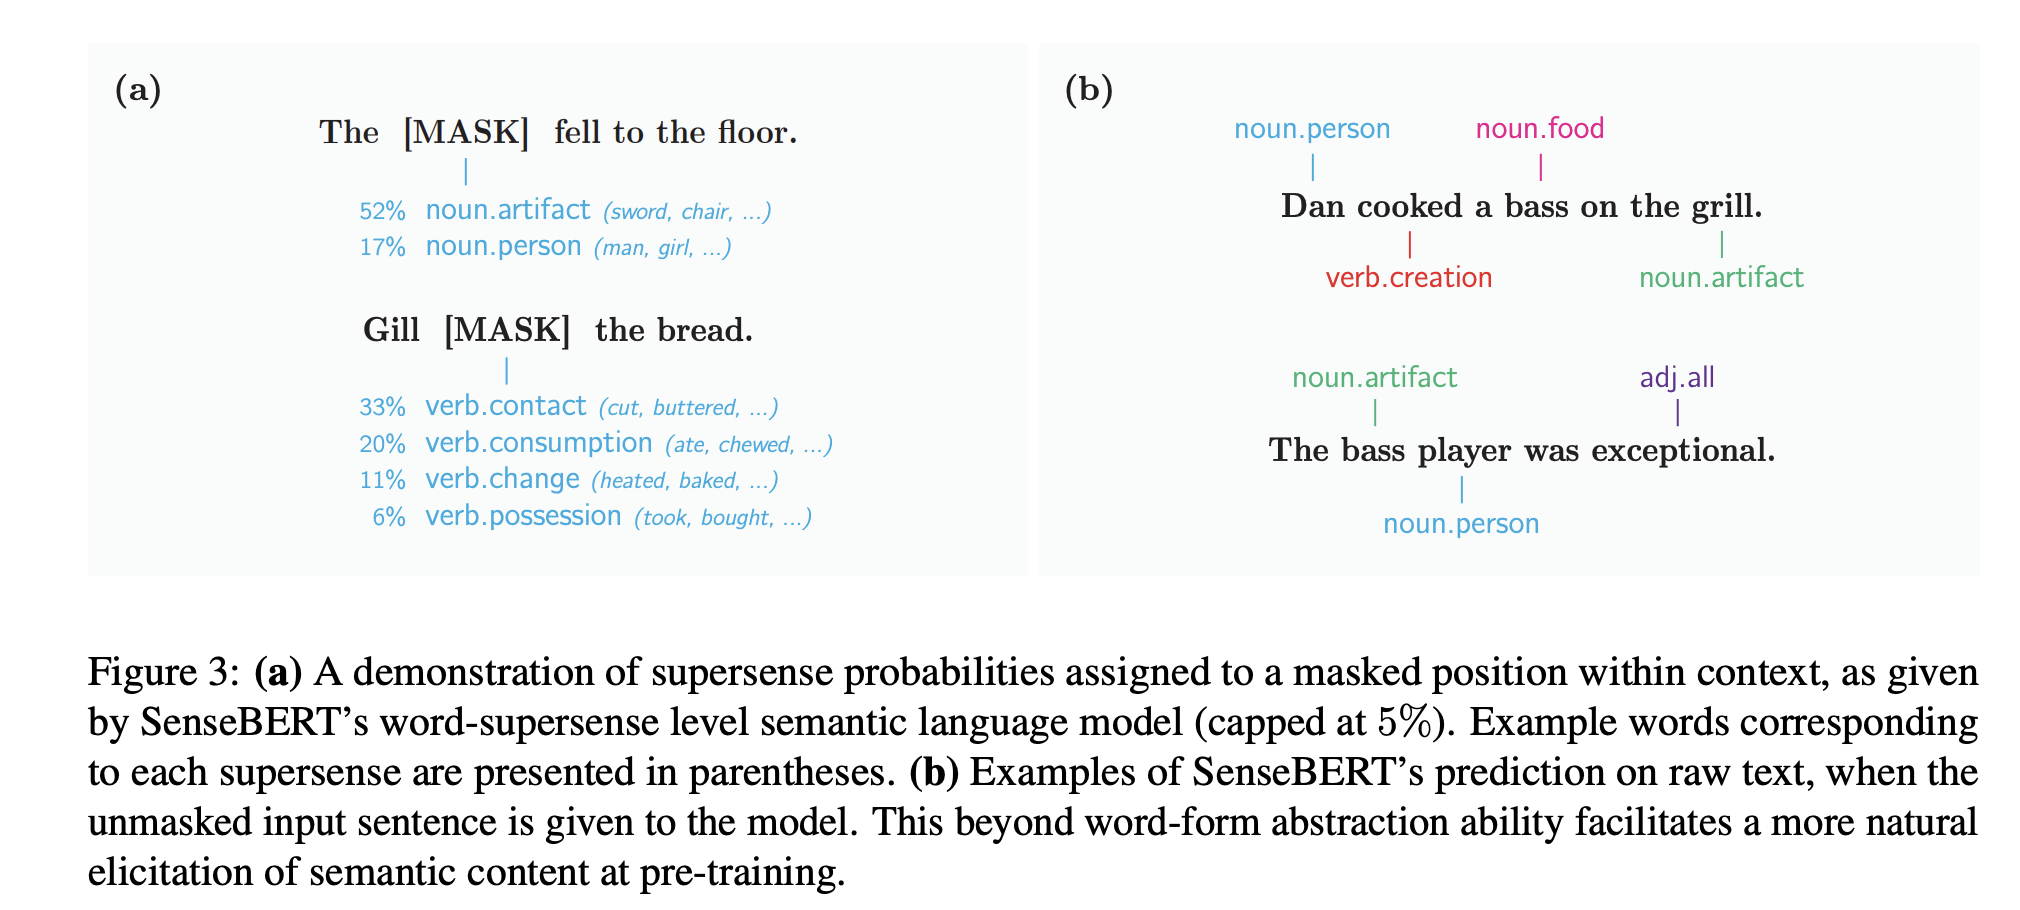 (a)
The [MASK] fell to the floor.
52% noun.artifact (sword, chair, ...)
17% noun.person (man, girl, ...)
Gill [MASK] the bread.
33% verb.contact (cut, buttered, ...)
20% verb.consumption (ate, chewed, ...)
11% verb.change (heated, baked, ...)
6% verb.possession (took, bought, ...)
(b)
noun.person noun.food
Dan cooked a bass on the grill.
verb.creation noun.artifact
noun.artifact adj.all
The bass player was exceptional.
noun.person
Figure 3: (a) A demonstration of supersense probabilities assigned to a masked position within context, as given
by SenseBERT’s word-supersense level semantic language model (capped at 5%). Example words corresponding
to each supersense are presented in parentheses. (b) Examples of SenseBERT’s prediction on raw text, when the
unmasked input sentence is given to the model. This beyond word-form abstraction ability facilitates a more natural
elicitation of semantic content at pre-training.